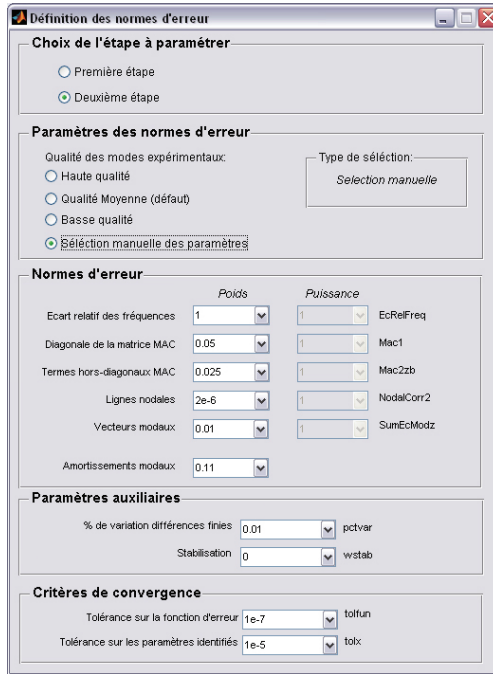 Définition des normes d'erreur
Choix de l'étape à paramétrer
Première étape
Deuxième étape
Paramètres des normes d'erreur
Qualité des modes expérimentaux:
Haute qualité
Qualité Moyenne (défaut)
Basse qualité
Séléction manuelle des paramètres
Type de séléction:
Selection manuelle
Normes d'erreur
Poids Puissance
Ecart relatif des fréquences 1 1 EcRelFreq
Diagonale de la matrice MAC 0.05 1 Mac1
Termes hors-diagonaux MAC 0.025 1 Mac2zb
Lignes nodales 2e-6 1 NodalCorr2
Vecteurs modaux 0.01 1 SumEcModz
Amortissements modaux 0.11
Paramètres auxiliaires
% de variation différences finies 0.01 pctvar
Stabilisation 0 wstab
Critères de convergence
Tolérance sur la fonction d'erreur 1e-7 tolfun
Tolérance sur les paramètres identifiés 1e-5 tolx